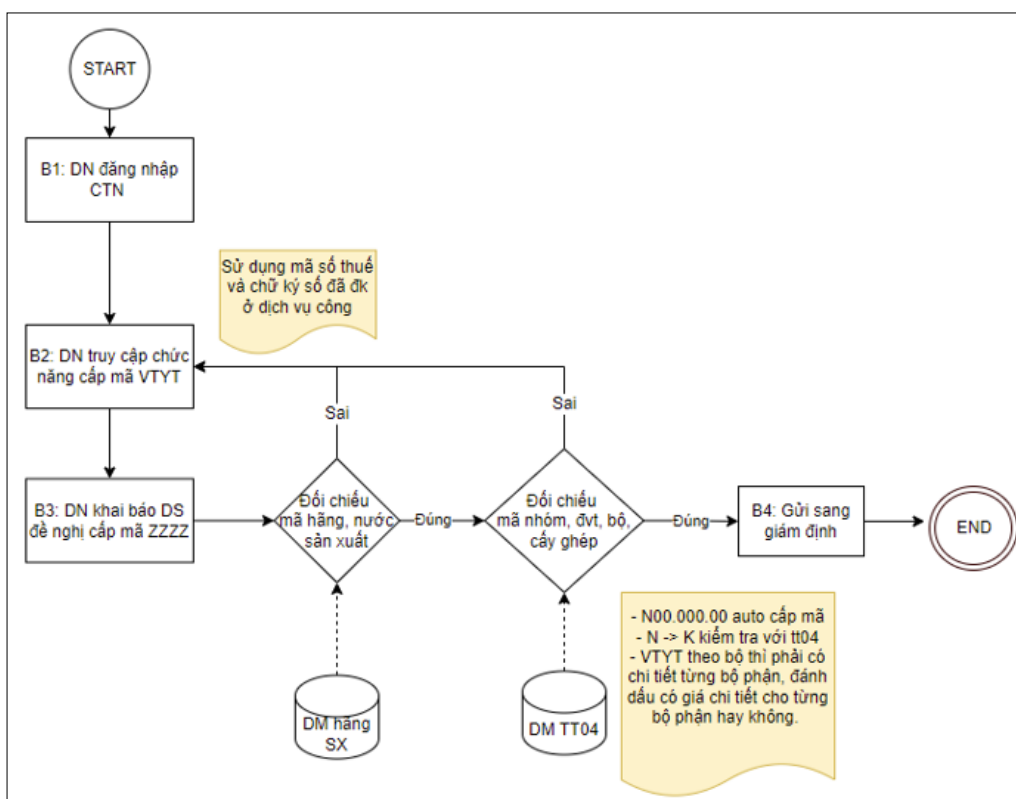 START
B1: DN đăng nhập
CTN
Sử dụng mã số thuế
và chữ ký số đã đk
ở dịch vụ công
B2: DN truy cập chức
năng cấp mã VTYT
Sai
Sai
B3: DN khai báo DS
đề nghị cấp mã ZZZZ
Đối chiếu
mã hãng, nước
sản xuất
Đúng
Đối chiếu
mã nhóm, đvt, bộ,
cấy ghép
Đúng
B4: Gửi sang
giám định
END
DM hãng
SX
DM TT04
- N00.000.00 auto cấp mã
- N -> K kiểm tra với tt04
- VTYT theo bộ thì phải có
chi tiết từng bộ phận, đánh
dấu có giá chi tiết cho từng
bộ phận hay không.